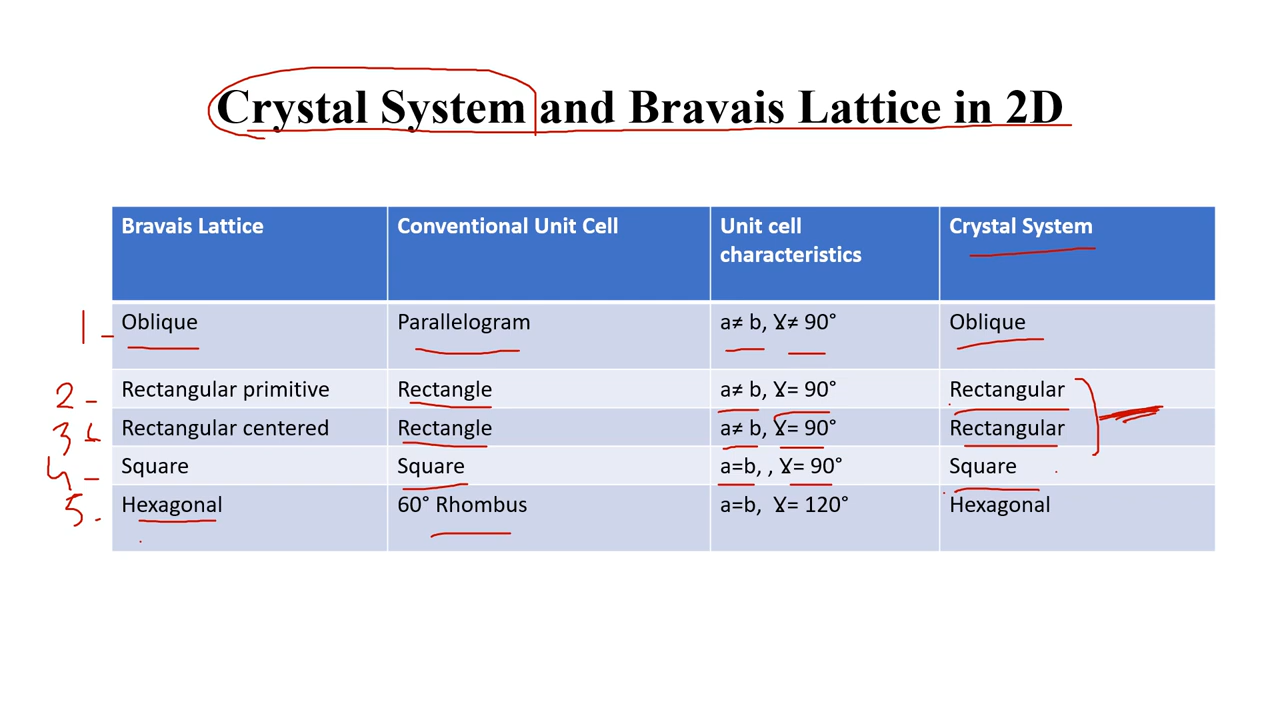 Crystal System and Bravais Lattice in 2D
Bravais Lattice Conventional Unit Cell Unit cell characteristics Crystal System
1 - Oblique Parallelogram a≠ b, Ɣ≠ 90° Oblique
2 - Rectangular primitive Rectangle a≠ b, Ɣ= 90° Rectangular
3 Rectangular centered Rectangle a≠ b, Ɣ= 90° Rectangular
4 - Square Square a=b, , Ɣ= 90° Square
5 - Hexagonal 60° Rhombus a=b, Ɣ= 120° Hexagonal